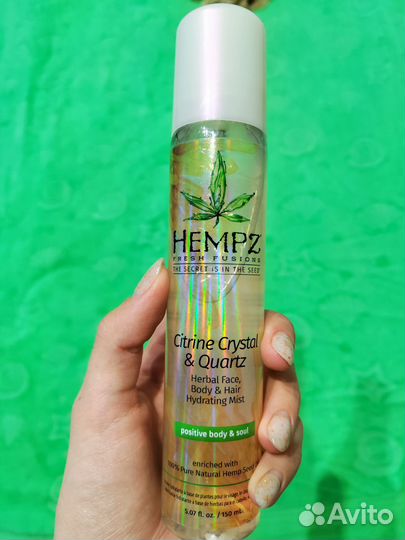 HEMPZ
FRESH FUSIONS
THE SECRET IS IN THE SEED
Citrine Crystal
& Quartz
Herbal Face,
Body & Hair
Hydrating Mist
positive body & soul
enriched with
100% Pure Natural Hemp Seed
5.07 fl. oz. / 150
Avito